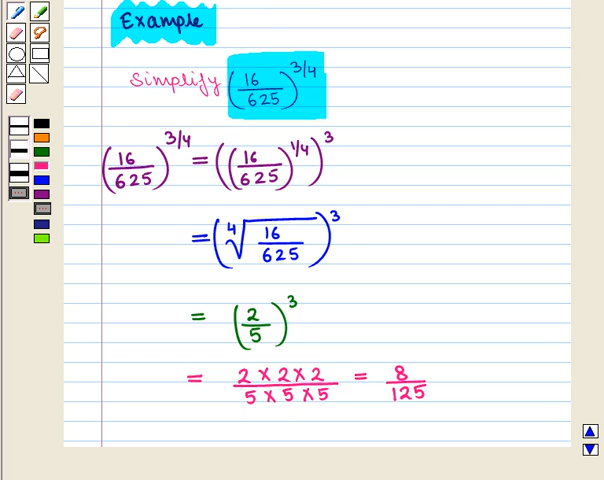 Example
Simplify (16/625)^3/4
(16/625)^3/4 = ((16/625)^1/4)^3
= (∜(16/625))^3
= (2/5)^3
= 2 × 2 × 2 / 5 × 5 × 5 = 8/125